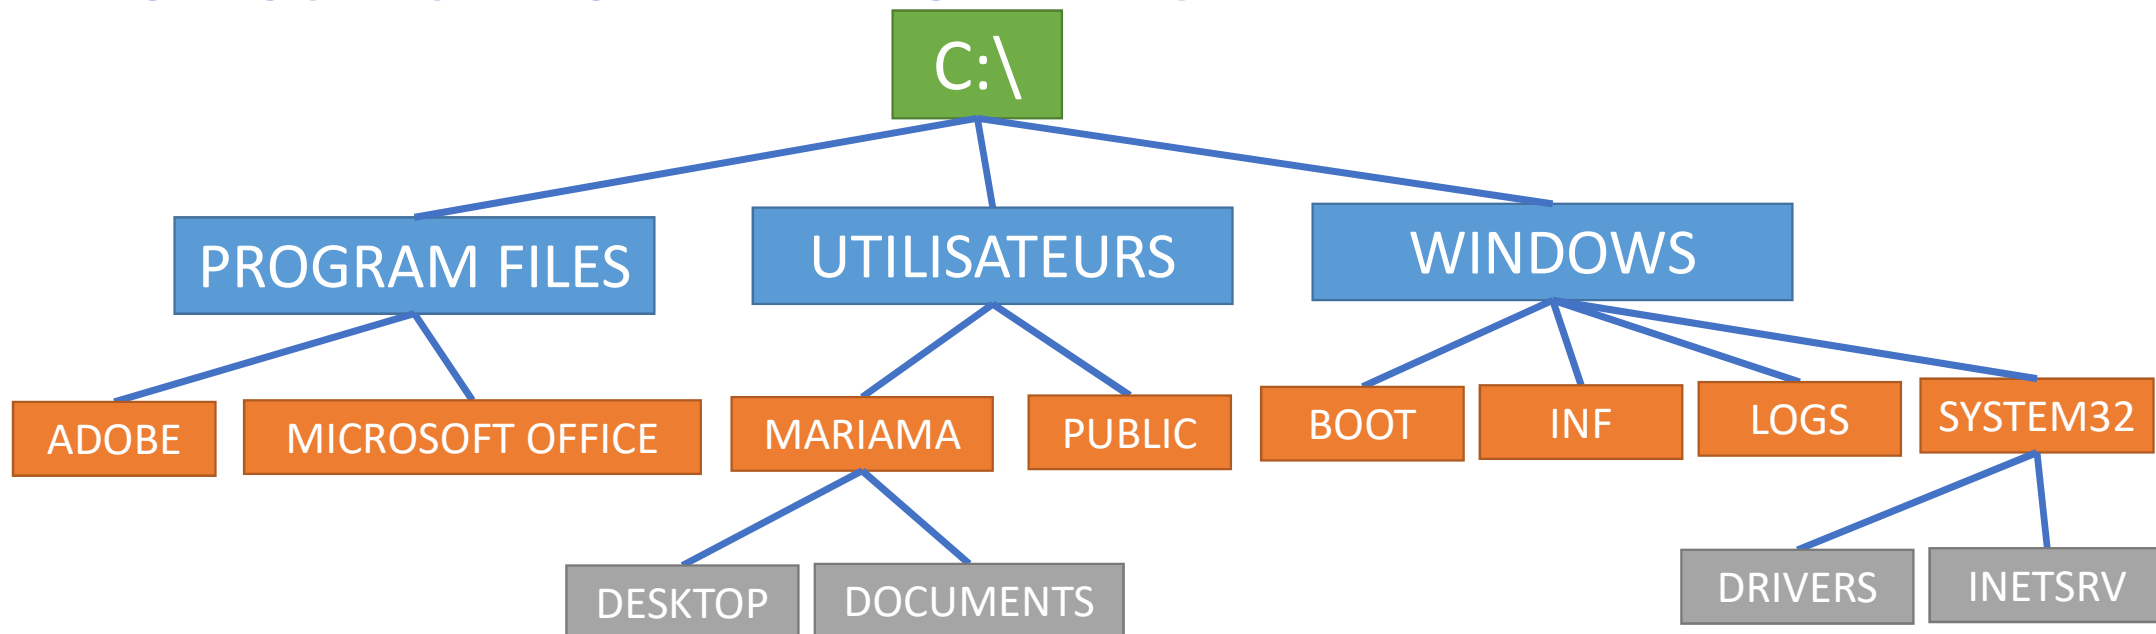 C:\
PROGRAM FILES
UTILISATEURS
WINDOWS
ADOBE
MICROSOFT OFFICE
MARIAMA
PUBLIC
BOOT
INF
LOGS
SYSTEM32
DESKTOP
DOCUMENTS
DRIVERS
INETSRV